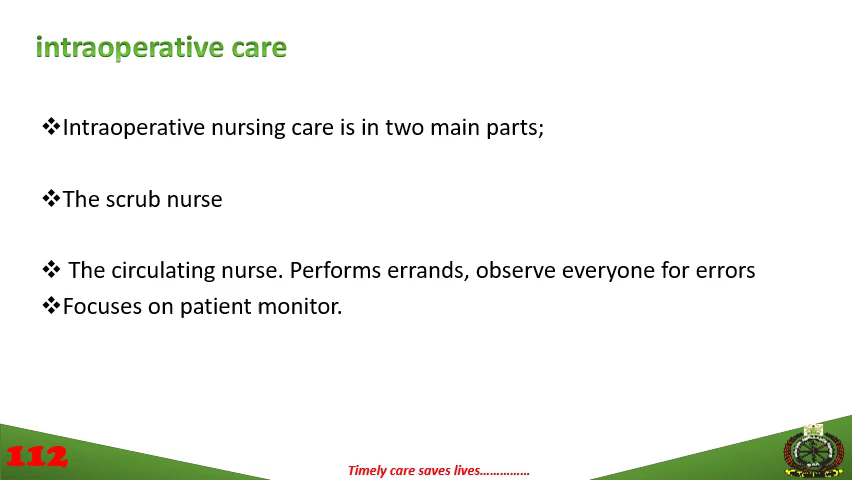 intraoperative care
❖Intraoperative nursing care is in two main parts;
❖The scrub nurse
❖ The circulating nurse. Performs errands, observe everyone for errors
❖Focuses on patient monitor.
112
Timely care saves lives……………